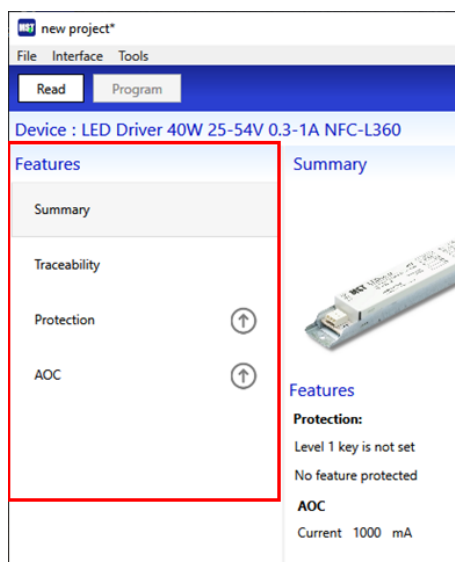 MST new project*
File Interface Tools
Read Program
Device : LED Driver 40W 25-54V 0.3-1A NFC-L360
Features
Summary
Traceability
Protection
AOC
Summary
MST
Features
Protection:
Level 1 key is not set
No feature protected
AOC
Current 1000 mA